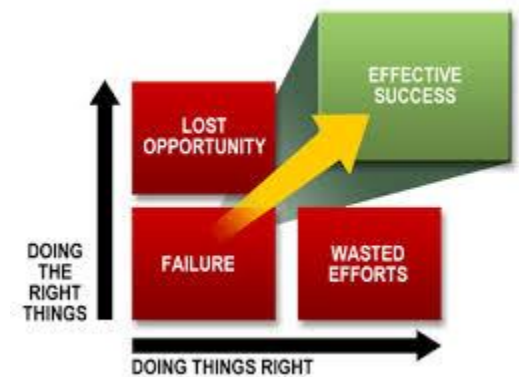 EFFECTIVE
SUCCESS
LOST
OPPORTUNITY
FAILURE
WASTED
EFFORTS
DOING
THE
RIGHT
THINGS
DOING THINGS RIGHT